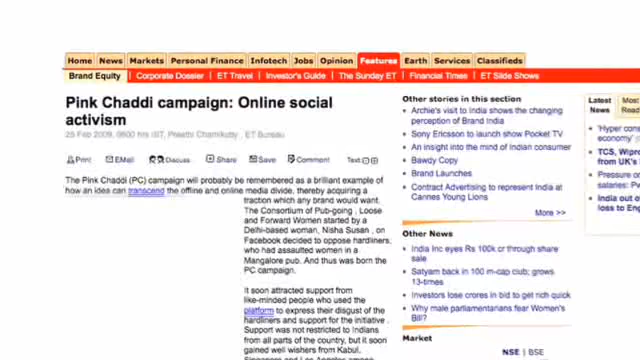 Home News Markets Personal Finance Infotech Jobs Opinion Features Earth Services Classifieds
Brand Equity Corporate Dossier ET Travel Investor's Guide The Sunday ET Financial Times ET Slide Shows
Pink Chaddi campaign: Online social
activism
25 Feb 2009, 0600 hrs IST, Preethi Chamikutty, ET Bureau
Print EMail Discuss Share Save Comment Text:
The Pink Chaddi (PC) campaign will probably be remembered as a brilliant example of
how an idea can transcend the offline and online media divide, thereby acquiring a
traction which any brand would want.
The Consortium of Pub-going , Loose
and Forward Women started by a
Delhi-based woman, Nisha Susan , on
Facebook decided to oppose hardliners,
who had assaulted women in a
Mangalore pub. And thus was born the
PC campaign.
It soon attracted support from
like-minded people who used the
platform to express their disgust of the
hardliners and support for the initiative .
Support was not restricted to Indians
from all parts of the country, but it soon
gained well wishers from Kabul,
Singapore and Los Angeles among
Other stories in this section
Archie's visit to India shows the changing
perception of Brand India
Sony Ericsson to launch show Pocket TV
An insight into the mind of Indian consumer
Bawdy Copy
Brand Launches
Contract Advertising to represent India at
Cannes Young Lions
More >>
Other News
India Inc eyes Rs 100k cr through share
sale
Satyam back in 100 m-cap club; grows
13-times
Investors lose crores in bid to get rich quick
Why male parliamentarians fear Women's
Bill?
Market
NSE | BSE
Latest
News
Most
Read
'Hyper cons
economy'
TCS, Wipro
from UK's
Pressure o
salaries: P
India out o
loss to Eng